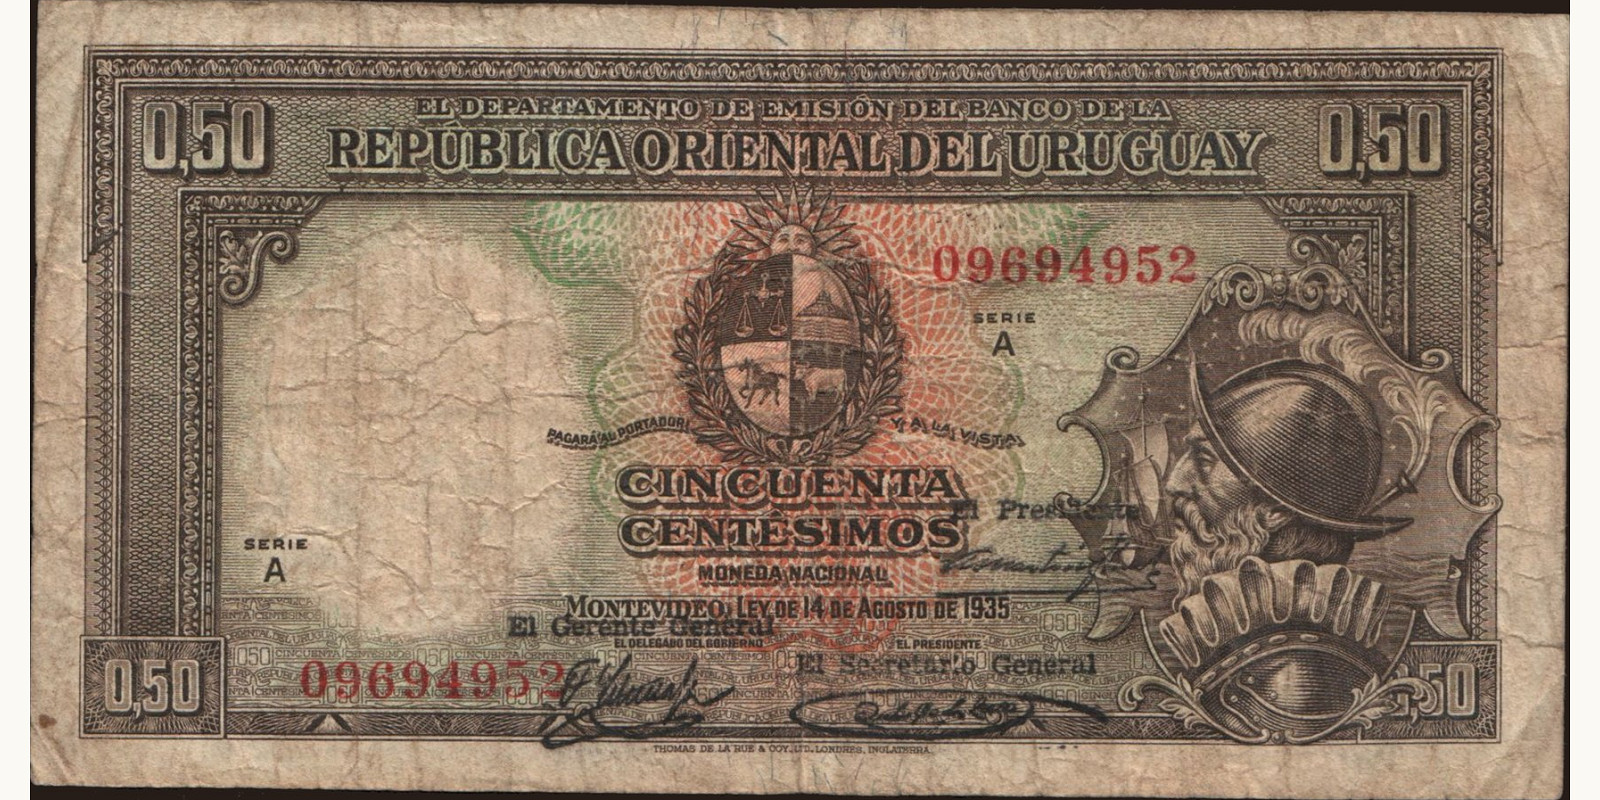 EL DEPARTAMENTO DE EMISIÓN DEL BANCO DE LA
0,50 REPÚBLICA ORIENTAL DEL URUGUAY 0,50
09694952
SERIE
A
PAGARÁ AL PORTADOR Y A LA VISTA
CINCUENTA
CENTÉSIMOS
El Presidente
SERIE
A
MONEDA NACIONAL
MONTEVIDEO, LEY DE 14 DE AGOSTO DE 1935
El Gerente General
EL DELEGADO DEL GOBIERNO EL PRESIDENTE
El Secretario General
09694952
0,50 0,50
THOMAS DE LA RUE & COY. LTD. LONDRES, INGLATERRA.